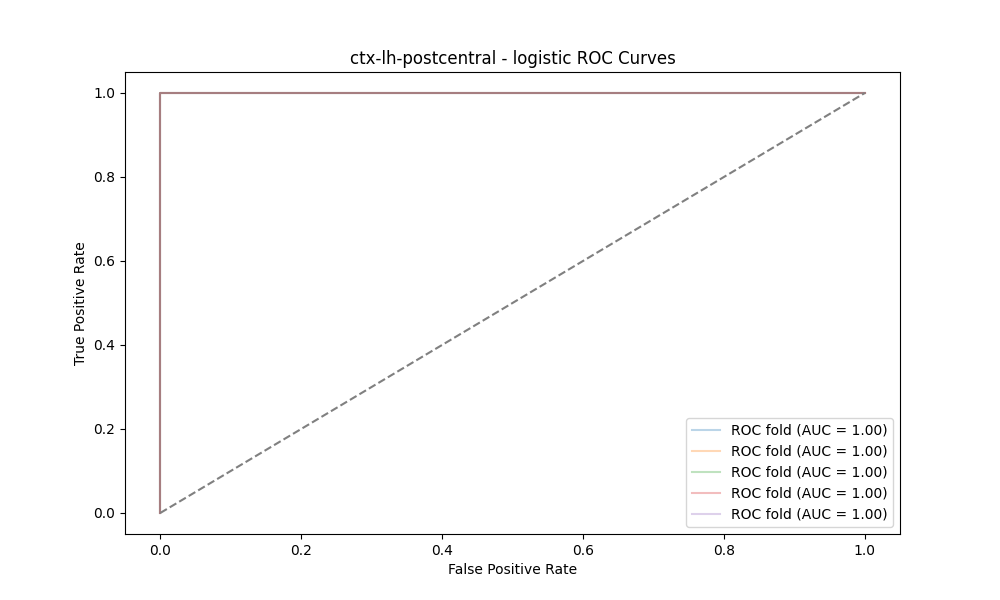 ctx-lh-postcentral - logistic ROC Curves
True Positive Rate
1.0
0.8
0.6
0.4
0.2
0.0
ROC fold (AUC = 1.00)
ROC fold (AUC = 1.00)
ROC fold (AUC = 1.00)
ROC fold (AUC = 1.00)
ROC fold (AUC = 1.00)
0.0 0.2 0.4 0.6 0.8 1.0
False Positive Rate